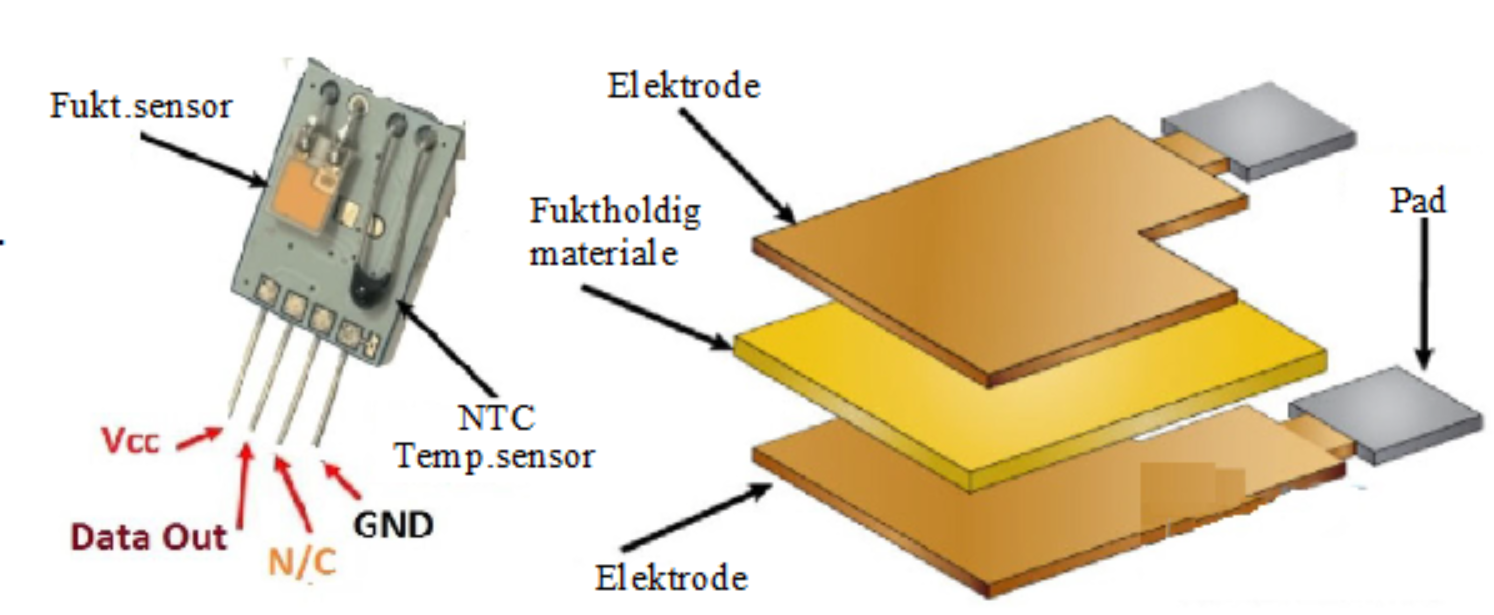 Fukt.sensor
NTC
Temp.sensor
Vcc
Data Out
N/C
GND
Elektrode
Fuktholdig
materiale
Pad
Elektrode